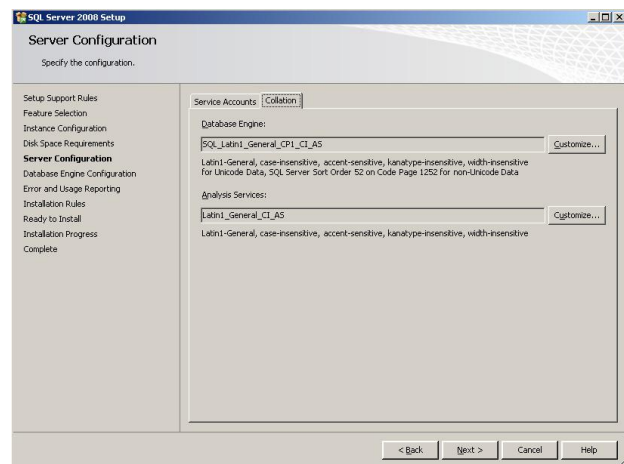 SQL Server 2008 Setup
Server Configuration
Specify the configuration.
Setup Support Rules
Feature Selection
Instance Configuration
Disk Space Requirements
Server Configuration
Database Engine Configuration
Error and Usage Reporting
Installation Rules
Ready to Install
Installation Progress
Complete
Service Accounts Collation
Database Engine:
SQL_Latin1_General_CP1_CI_AS Customize...
Latin1-General, case-insensitive, accent-sensitive, kanatype-insensitive, width-insensitive
for Unicode Data, SQL Server Sort Order 52 on Code Page 1252 for non-Unicode Data
Analysis Services:
Latin1_General_CI_AS Customize...
Latin1-General, case-insensitive, accent-sensitive, kanatype-insensitive, width-insensitive
< Back Next > Cancel Help